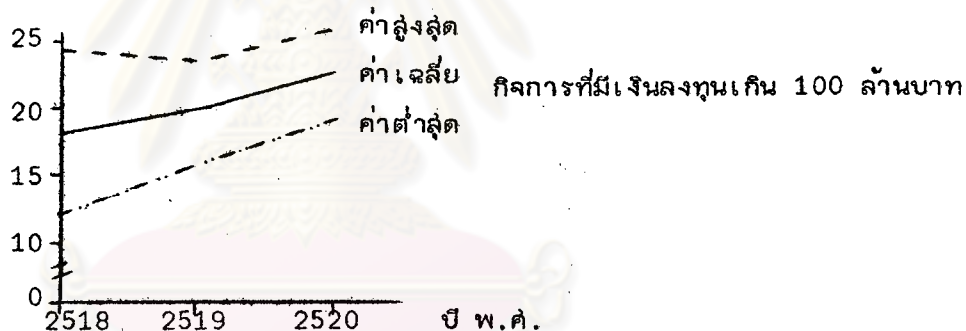 25
ค่าสูงสุด
ค่าเฉลี่ย
กิจการที่มีเงินลงทุนเกิน 100 ล้านบาท
20
ค่าต่ำสุด
15
10
0
2518 2519 2520 ปี พ.ศ.